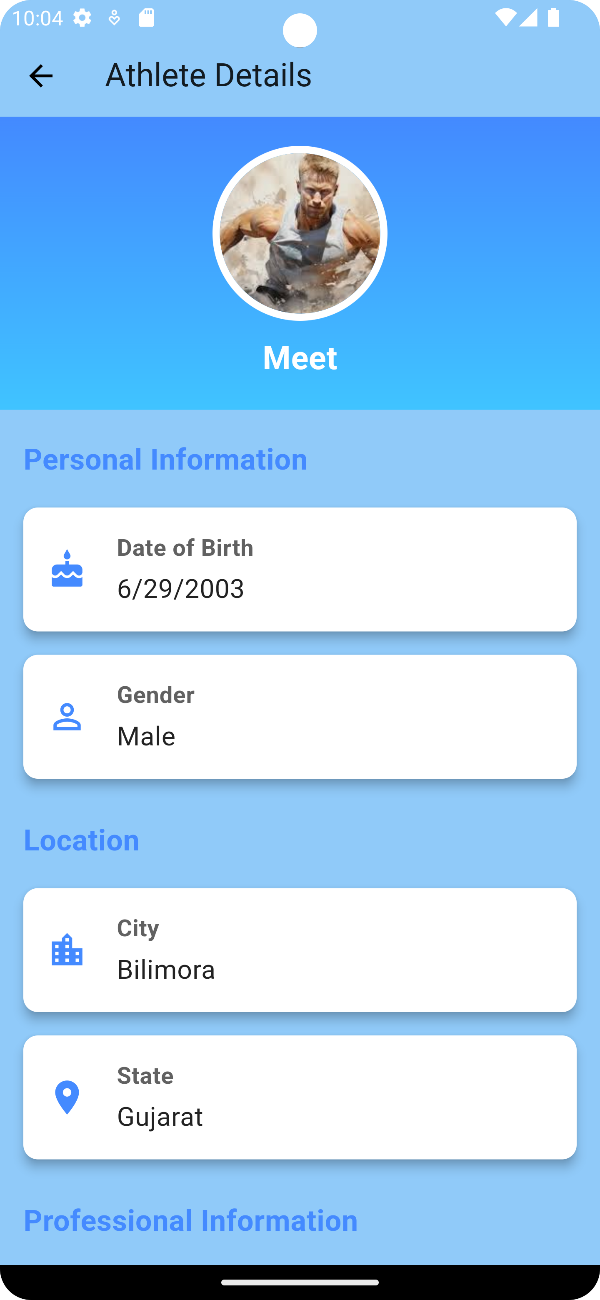 10:04
Athlete Details
Meet
Personal Information
Date of Birth
6/29/2003
Gender
Male
Location
City
Bilimora
State
Gujarat
Professional Information